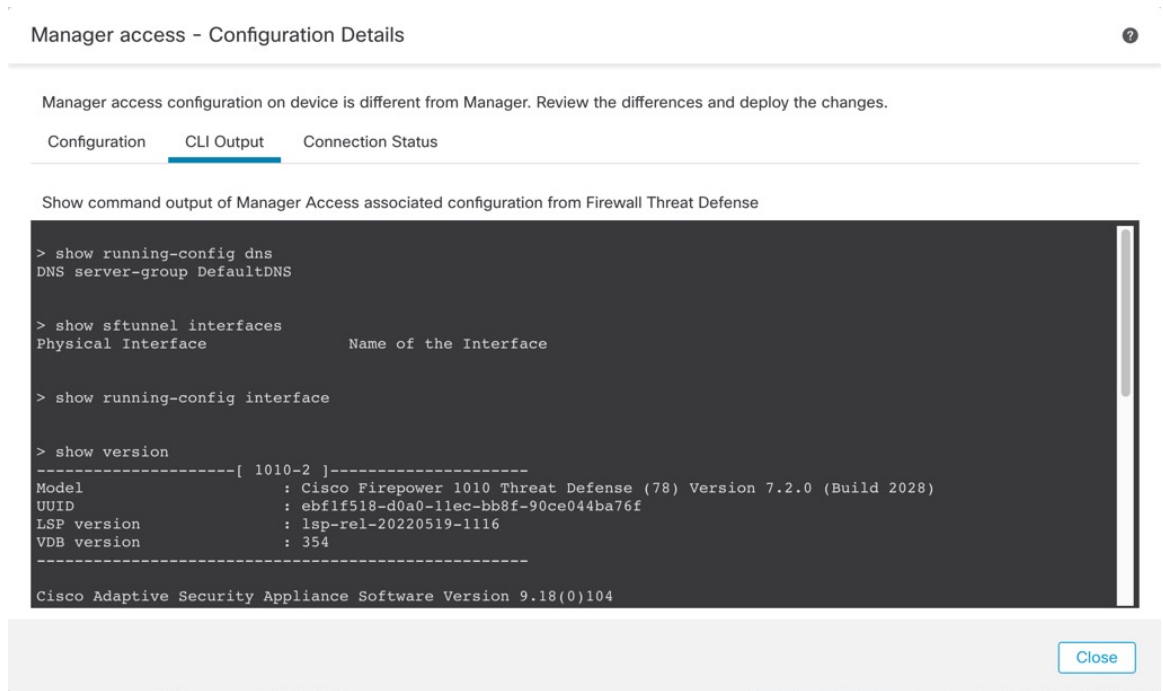 Manager access - Configuration Details
?
Manager access configuration on device is different from Manager. Review the differences and deploy the changes.
Configuration CLI Output Connection Status
Show command output of Manager Access associated configuration from Firewall Threat Defense
> show running-config dns
DNS server-group DefaultDNS
> show sftunnel interfaces
Physical Interface Name of the Interface
> show running-config interface
> show version
---------------------[ 1010-2 ]---------------------
Model : Cisco Firepower 1010 Threat Defense (78) Version 7.2.0 (Build 2028)
UUID : ebf1f518-d0a0-11ec-bb8f-90ce044ba76f
LSP version : lsp-rel-20220519-1116
VDB version : 354
----------------------------------------------------
Cisco Adaptive Security Appliance Software Version 9.18(0)104
Close